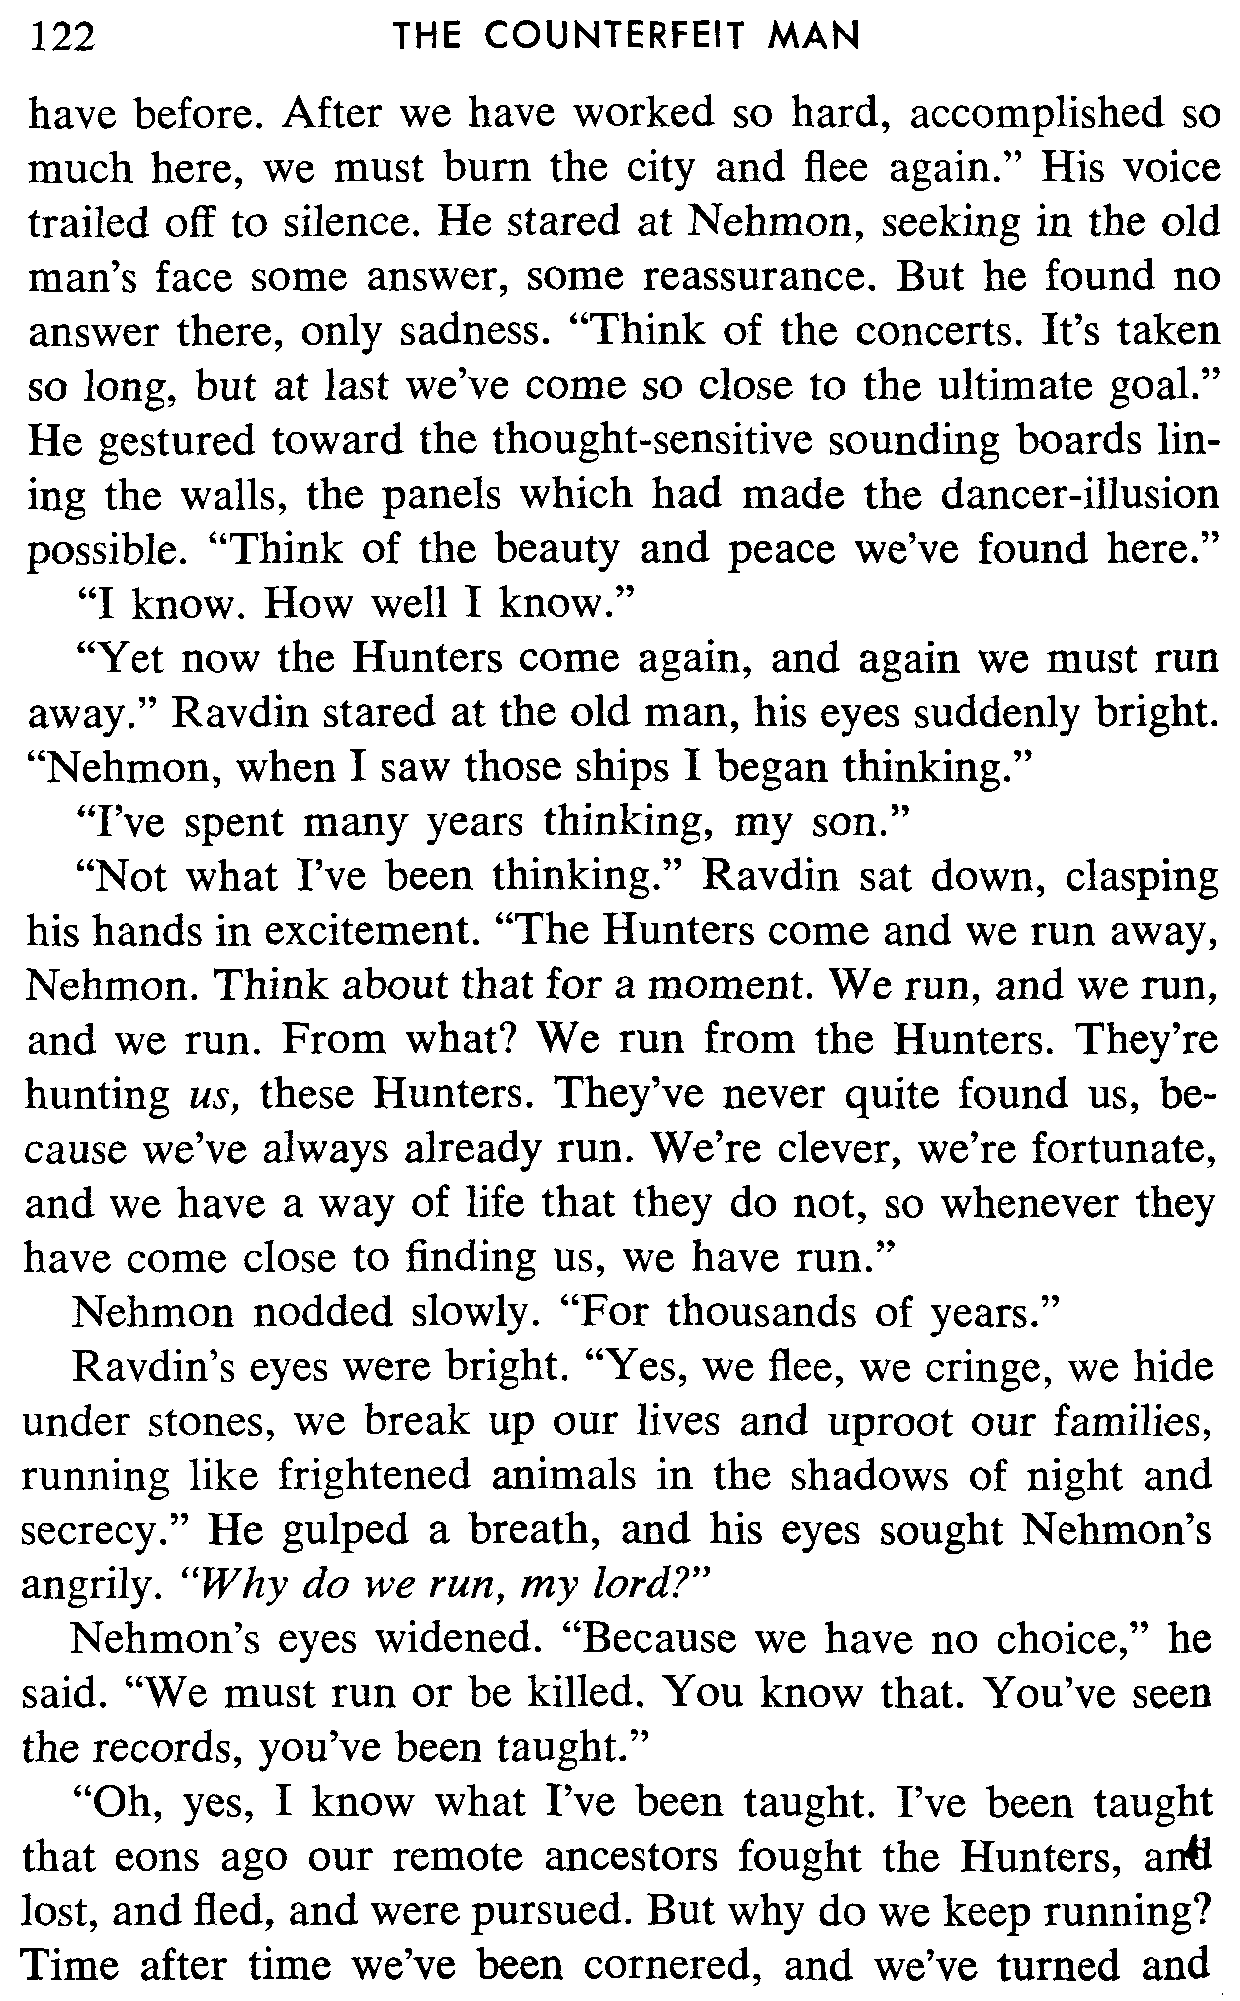 122 THE COUNTERFEIT MAN
have before. After we have worked so hard, accomplished so
much here, we must burn the city and flee again.” His voice
trailed off to silence. He stared at Nehmon, seeking in the old
man’s face some answer, some reassurance. But he found no
answer there, only sadness. “Think of the concerts. It’s taken
so long, but at last we’ve come so close to the ultimate goal.”
He gestured toward the thought-sensitive sounding boards lin-
ing the walls, the panels which had made the dancer-illusion
possible. “Think of the beauty and peace we’ve found here.”
“I know. How well I know.”
“Yet now the Hunters come again, and again we must run
away.” Ravdin stared at the old man, his eyes suddenly bright.
“Nehmon, when I saw those ships I began thinking.”
“I’ve spent many years thinking, my son.”
“Not what I’ve been thinking.” Ravdin sat down, clasping
his hands in excitement. “The Hunters come and we run away,
Nehmon. Think about that for a moment. We run, and we run,
and we run. From what? We run from the Hunters. They’re
hunting us, these Hunters. They’ve never quite found us, be-
cause we’ve always already run. We’re clever, we’re fortunate,
and we have a way of life that they do not, so whenever they
have come close to finding us, we have run.”
Nehmon nodded slowly. “For thousands of years.”
Ravdin’s eyes were bright. “Yes, we flee, we cringe, we hide
under stones, we break up our lives and uproot our families,
running like frightened animals in the shadows of night and
secrecy.” He gulped a breath, and his eyes sought Nehmon’s
angrily. “Why do we run, my lord?”
Nehmon’s eyes widened. “Because we have no choice,” he
said. “We must run or be killed. You know that. You’ve seen
the records, you’ve been taught.”
“Oh, yes, I know what I’ve been taught. I’ve been taught
that eons ago our remote ancestors fought the Hunters, and
lost, and fled, and were pursued. But why do we keep running?
Time after time we’ve been cornered, and we’ve turned and